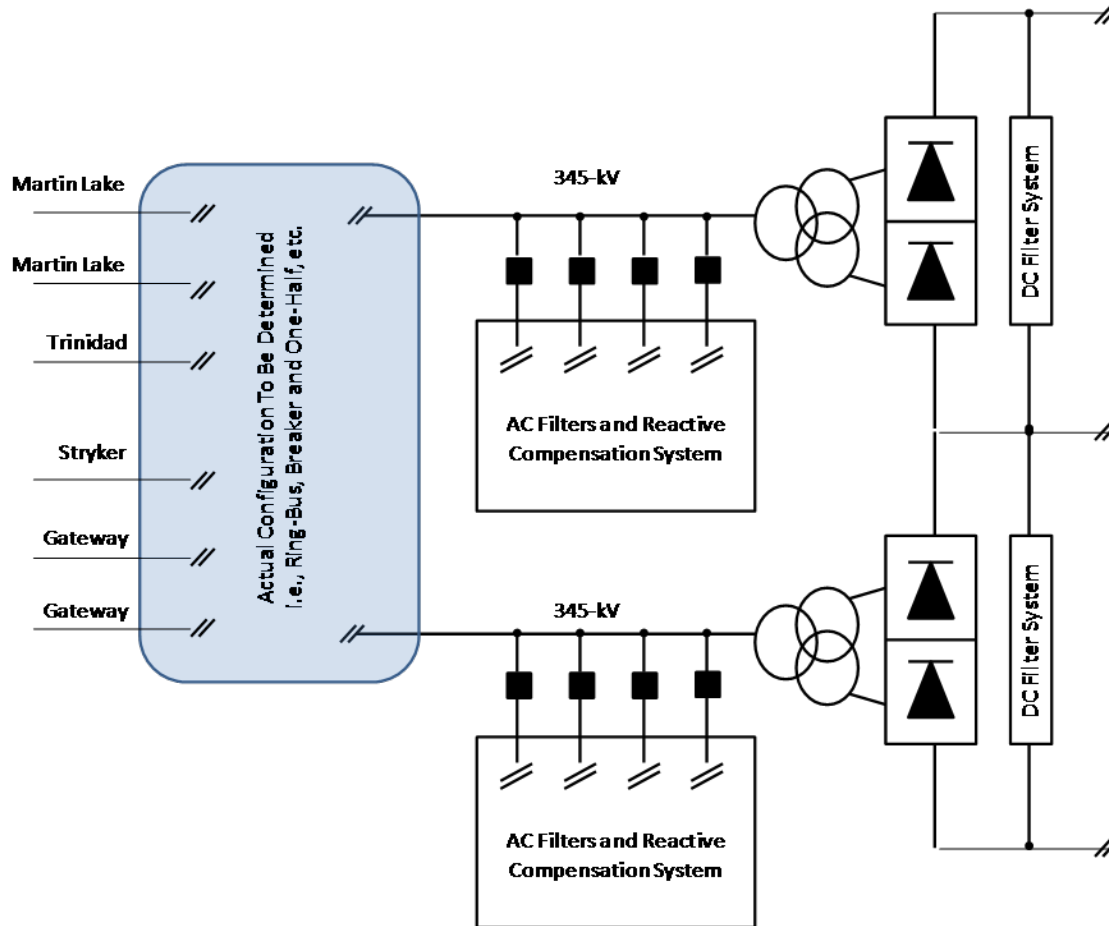 Martin Lake
Martin Lake
Trinidad
Stryker
Gateway
Gateway
Actual Configuration To Be Determined
i.e., Ring-Bus, Breaker and One-Half, etc.
345-kV
AC Filters and Reactive
Compensation System
DC Filter System
345-kV
AC Filters and Reactive
Compensation System
DC Filter System